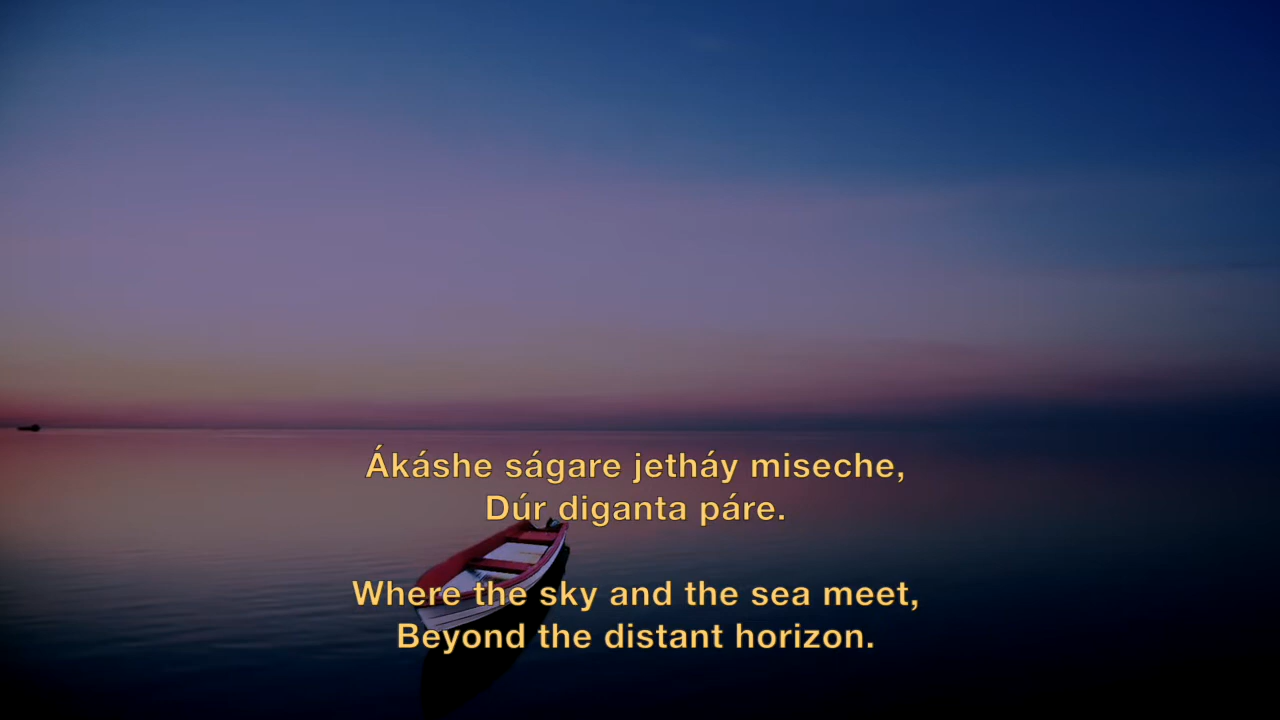 Ákáshe ságare jetháy miseche,
Dúr diganta páre.
Where the sky and the sea meet,
Beyond the distant horizon.